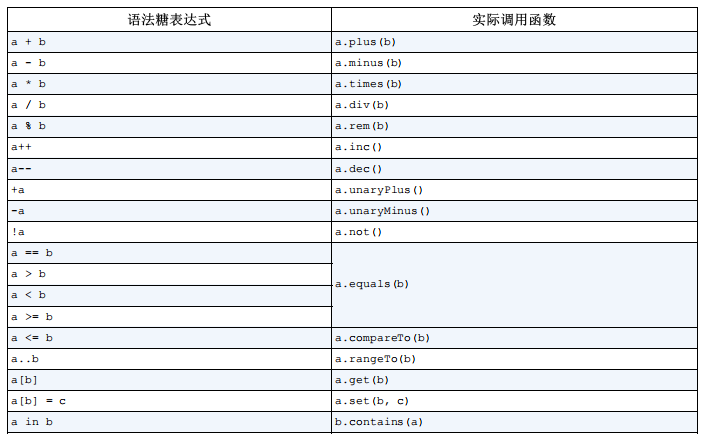 语法糖表达式 实际调用函数
a + b a.plus(b)
a - b a.minus(b)
a * b a.times(b)
a / b a.div(b)
a % b a.rem(b)
a++ a.inc()
a-- a.dec()
+a a.unaryPlus()
-a a.unaryMinus()
!a a.not()
a == b
a > b
a.equals(b)
a < b
a >= b
a <= b a.compareTo(b)
a..b a.rangeTo(b)
a[b] a.get(b)
a[b] = c a.set(b, c)
a in b b.contains(a)